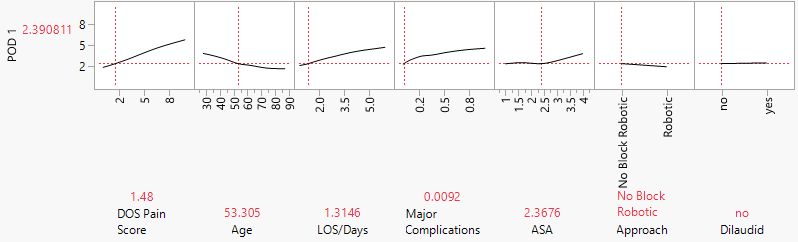 POD 1
2.390811
8
5
2
2
5
8
30
40
50
60
70
80
90
2.0
3.5
5.0
0.2
0.5
0.8
1
1.5
2
2.5
3
3.5
4
No Block Robotic
Robotic
no
yes
1.48
DOS Pain
Score
53.305
Age
1.3146
LOS/Days
0.0092
Major
Complications
2.3676
ASA
No Block
Robotic
Approach
no
Dilaudid